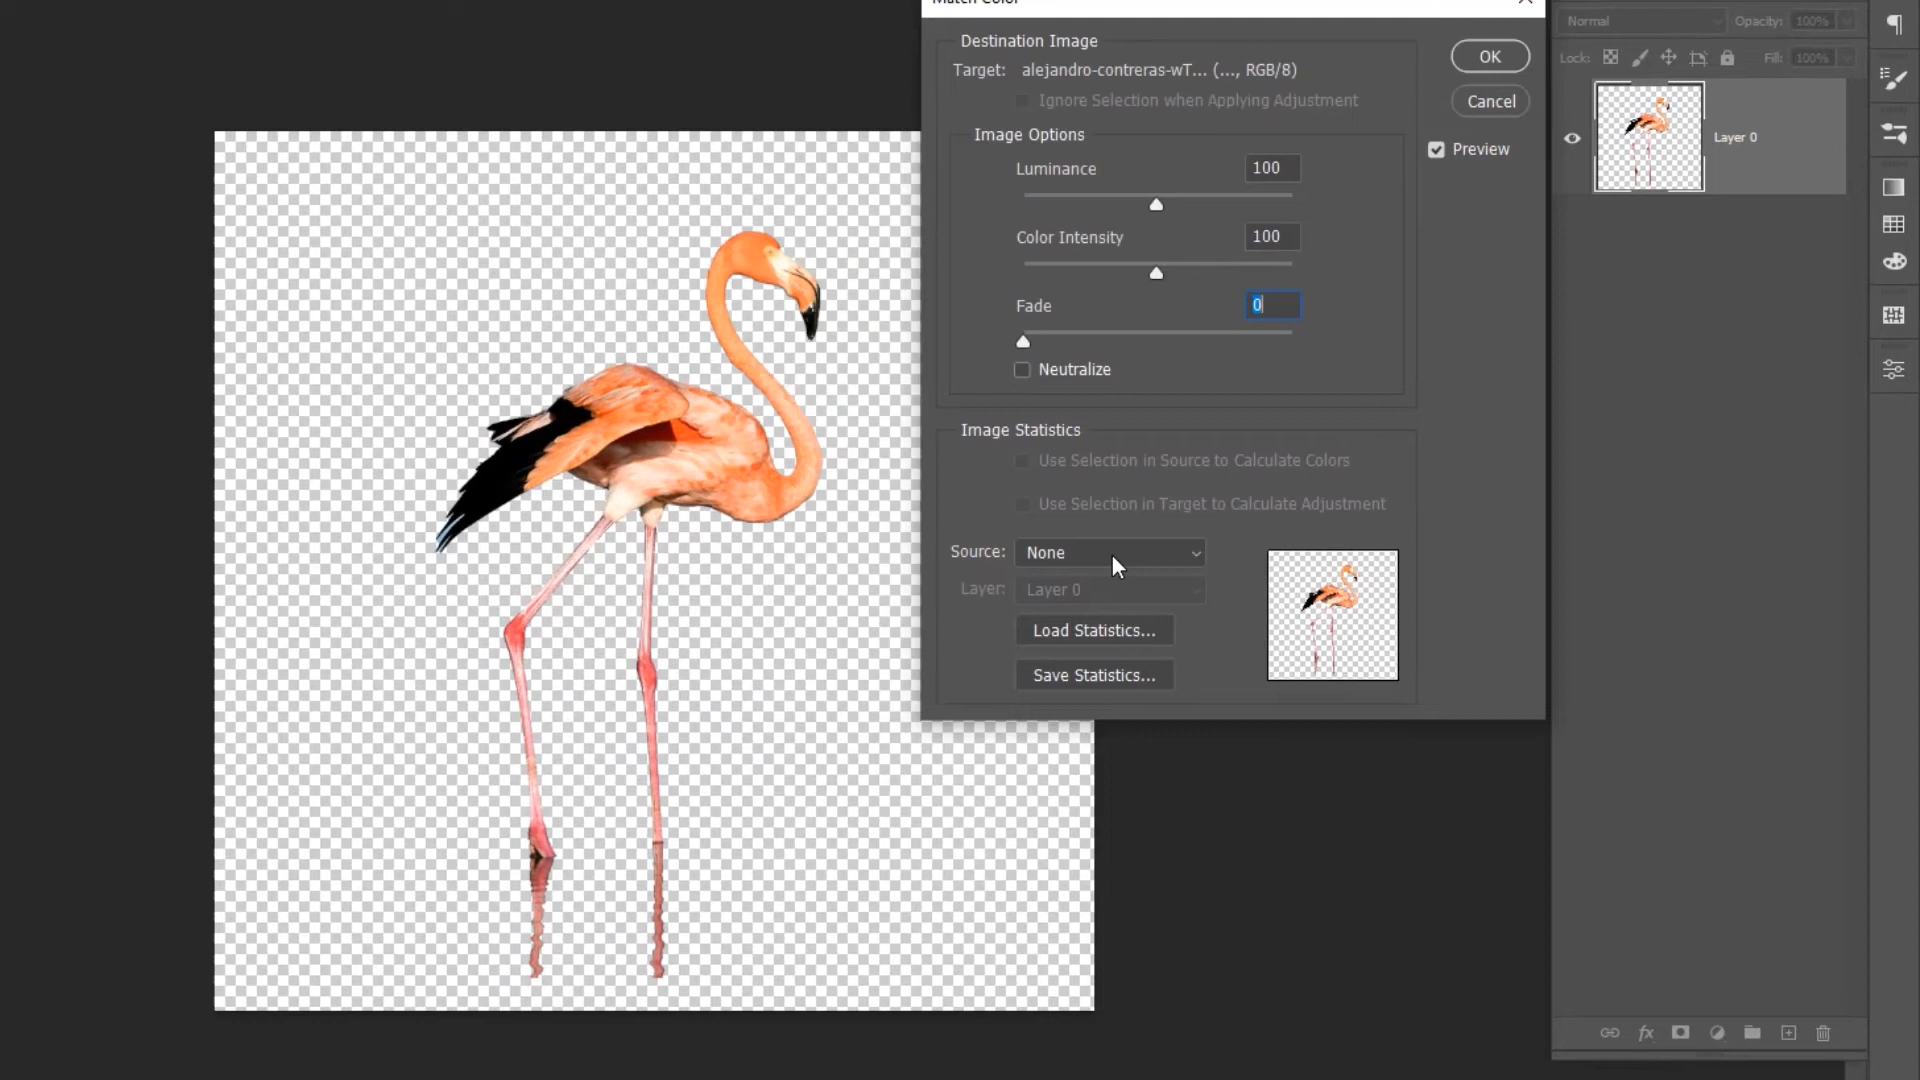 Match Color
Destination Image
Target: alejandro-contreras-wT... (..., RGB/8)
Ignore Selection when Applying Adjustment
Image Options
Luminance 100
Color Intensity 100
Fade 0
Neutralize
Image Statistics
Use Selection in Source to Calculate Colors
Use Selection in Target to Calculate Adjustment
Source: None
Layer: Layer 0
Load Statistics...
Save Statistics...
OK
Cancel
Preview
Normal Opacity: 100%
Lock: Fill: 100%
Layer 0
fx